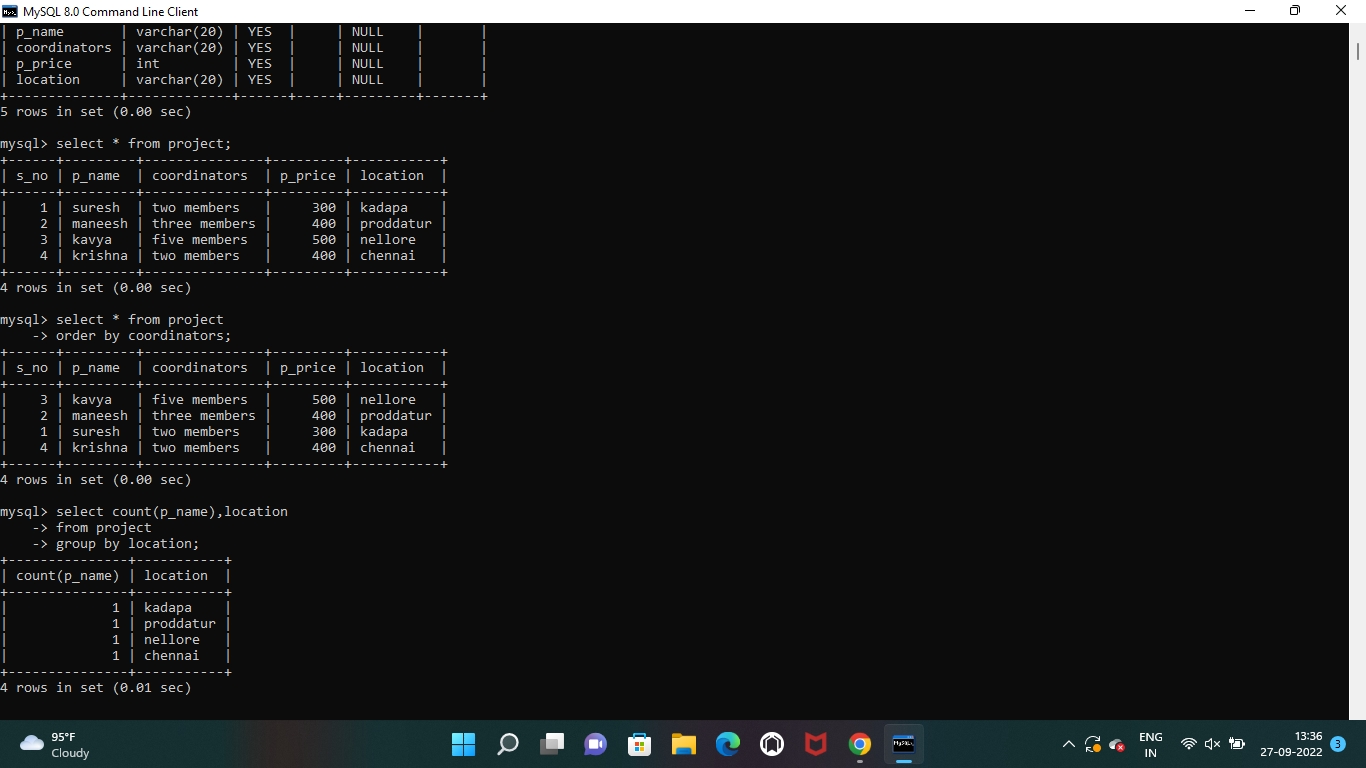 MySQL 8.0 Command Line Client
| p_name       | varchar(20) | YES  |     | NULL    |       |
| coordinators | varchar(20) | YES  |     | NULL    |       |
| p_price      | int         | YES  |     | NULL    |       |
| location     | varchar(20) | YES  |     | NULL    |       |
+--------------+-------------+------+-----+---------+-------+
5 rows in set (0.00 sec)
mysql> select * from project;
+------+---------+---------------+---------+-----------+
| s_no | p_name  | coordinators  | p_price | location  |
+------+---------+---------------+---------+-----------+
|    1 | suresh  | two members   |     300 | kadapa    |
|    2 | maneesh | three members |     400 | proddatur |
|    3 | kavya   | five members  |     500 | nellore   |
|    4 | krishna | two members   |     400 | chennai   |
+------+---------+---------------+---------+-----------+
4 rows in set (0.00 sec)
mysql> select * from project
    -> order by coordinators;
+------+---------+---------------+---------+-----------+
| s_no | p_name  | coordinators  | p_price | location  |
+------+---------+---------------+---------+-----------+
|    3 | kavya   | five members  |     500 | nellore   |
|    2 | maneesh | three members |     400 | proddatur |
|    1 | suresh  | two members   |     300 | kadapa    |
|    4 | krishna | two members   |     400 | chennai   |
+------+---------+---------------+---------+-----------+
4 rows in set (0.00 sec)
mysql> select count(p_name),location
    -> from project
    -> group by location;
+---------------+-----------+
| count(p_name) | location  |
+---------------+-----------+
|             1 | kadapa    |
|             1 | proddatur |
|             1 | nellore   |
|             1 | chennai   |
+---------------+-----------+
4 rows in set (0.01 sec)
95°F
Cloudy
ENG
IN
13:36
27-09-2022
3